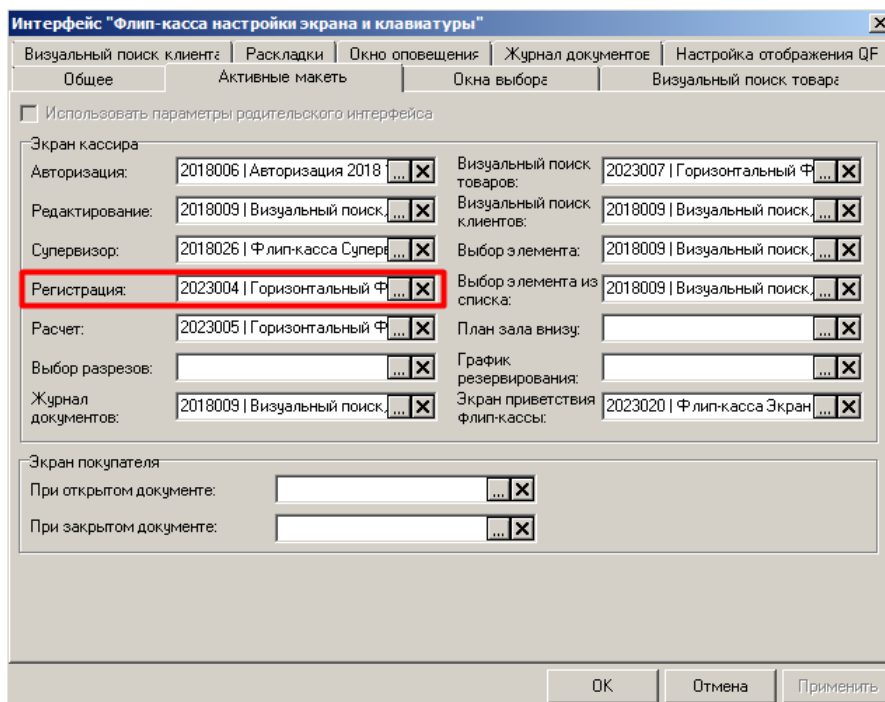 Интерфейс "Флип-касса настройки экрана и клавиатуры"
Визуальный поиск клиента Раскладки Окно оповещения Журнал документов Настройка отображения QF
Общее Активные макеть Окна выбора Визуальный поиск товара
Использовать параметры родительского интерфейса
Экран кассира
Авторизация: 2018006 | Авторизация 2018 ... Визуальный поиск товаров: 2023007 | Горизонтальный Ф ...
Редактирование: 2018009 | Визуальный поиск, ... Визуальный поиск клиентов: 2018009 | Визуальный поиск, ...
Супервизор: 2018026 | Флип-касса Суперв ... Выбор элемента: 2018009 | Визуальный поиск, ...
Регистрация: 2023004 | Горизонтальный Ф ... Выбор элемента из списка: 2018009 | Визуальный поиск, ...
Расчет: 2023005 | Горизонтальный Ф ... План зала внизу: ...
Выбор разрезов: ... График резервирования: ...
Журнал документов: 2018009 | Визуальный поиск, ... Экран приветствия флип-кассы: 2023020 | Флип-касса Экран ...
Экран покупателя
При открытом документе: ...
При закрытом документе: ...
OK Отмена Применить